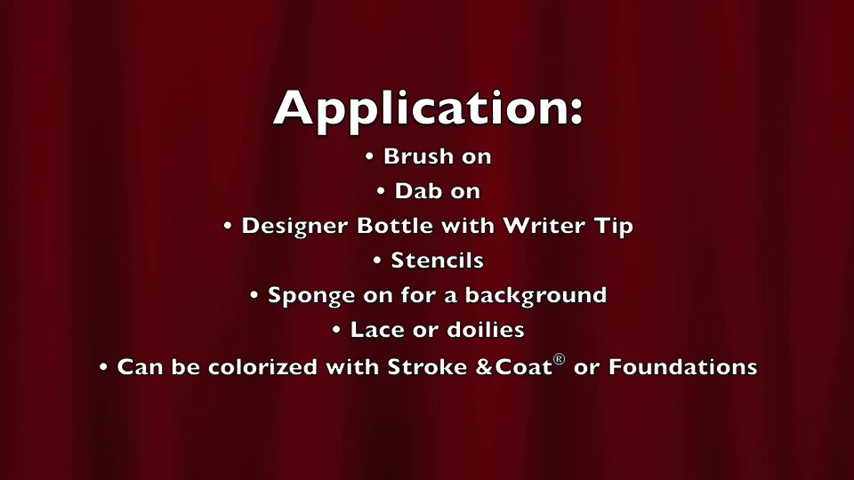 Application:
• Brush on
• Dab on
• Designer Bottle with Writer Tip
• Stencils
• Sponge on for a background
• Lace or doilies
• Can be colorized with Stroke &Coat® or Foundations